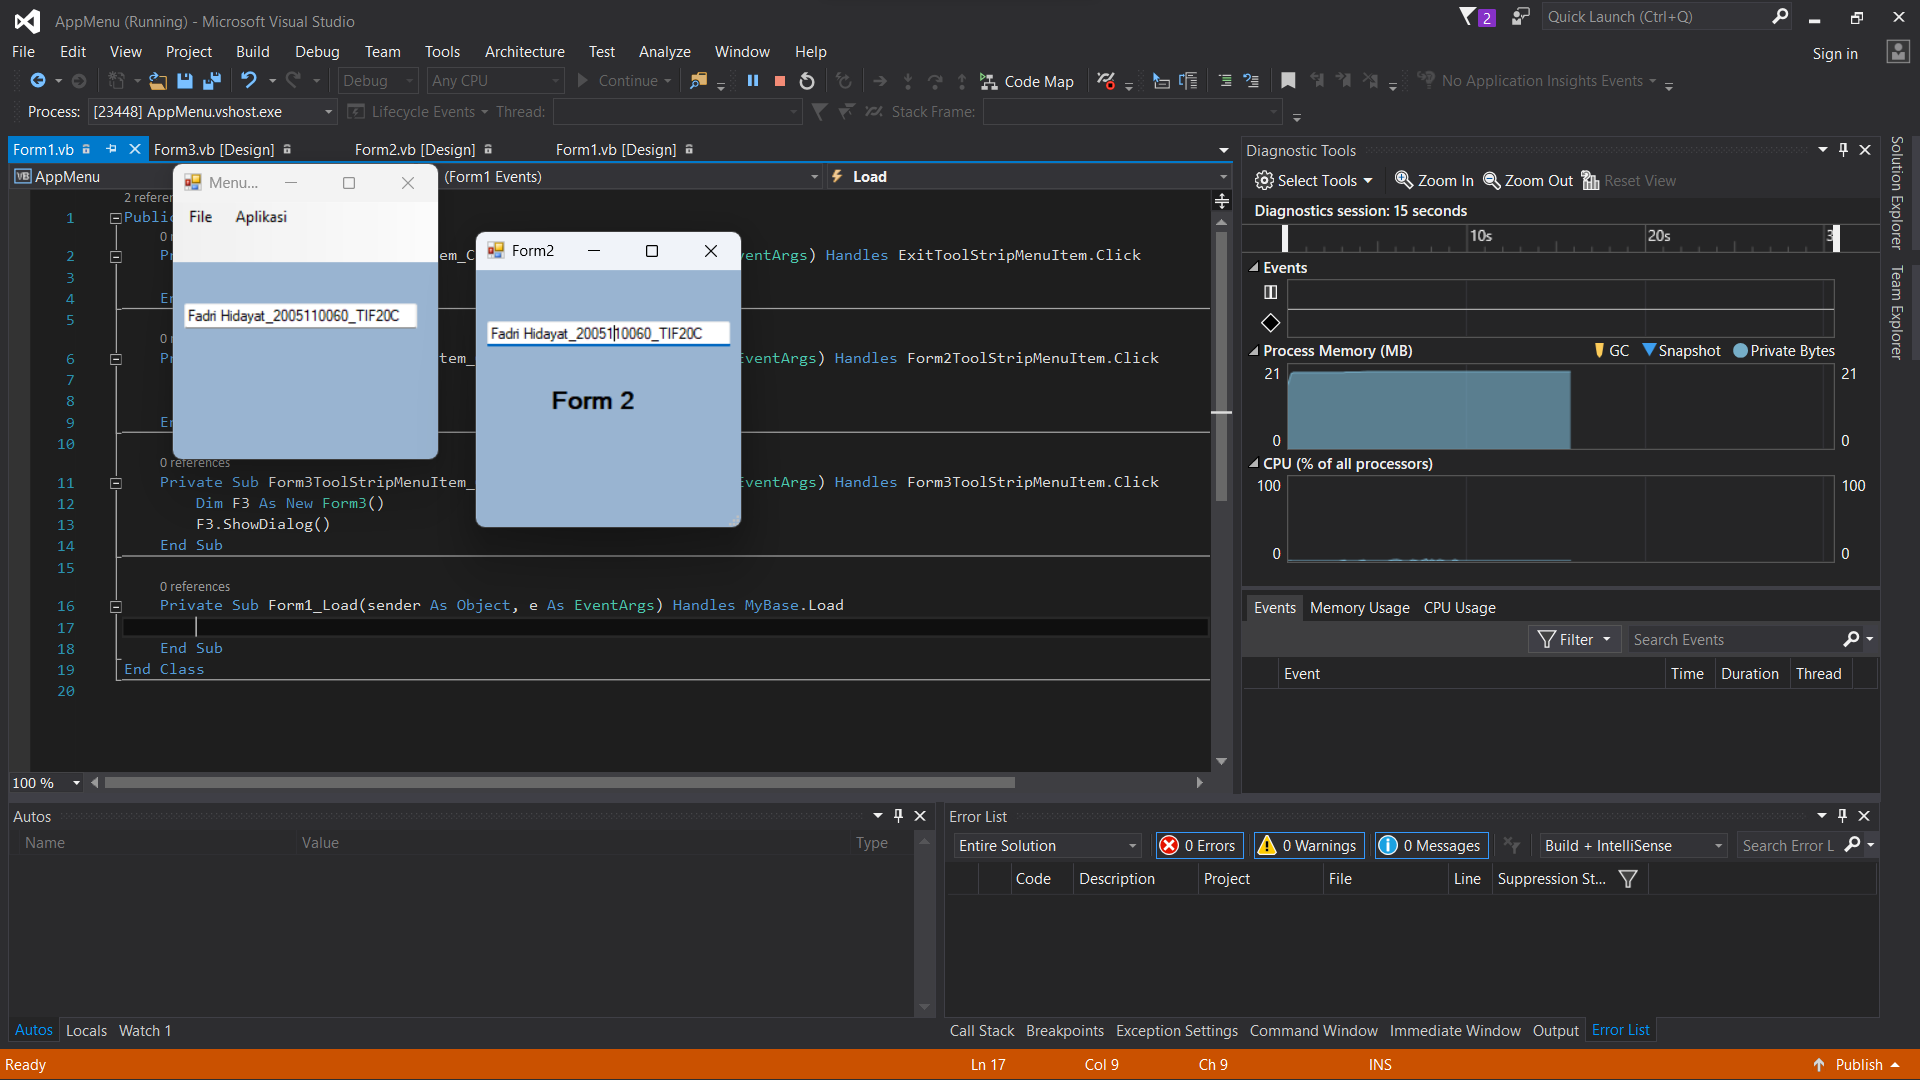 AppMenu (Running) - Microsoft Visual Studio
2
Quick Launch (Ctrl+Q)
File Edit View Project Build Debug Team Tools Architecture Test Analyze Window Help
Sign in
Debug Any CPU Continue Code Map No Application Insights Events
Process: [23448] AppMenu.vshost.exe Lifecycle Events Thread: Stack Frame:
Form1.vb Form3.vb [Design] Form2.vb [Design] Form1.vb [Design]
VB AppMenu (Form1 Events) Load
Menu...
File Aplikasi
Fadri Hidayat_2005110060_TIF20C
Form2
Fadri Hidayat_2005110060_TIF20C
Form 2
2 refere
1 Public
0 r
2 Pr em_C ventArgs) Handles ExitToolStripMenuItem.Click
3
4 En
5
0 r
6 Pr em_ EventArgs) Handles Form2ToolStripMenuItem.Click
7
8
9 En
10
0 references
11 Private Sub Form3ToolStripMenuItem_ EventArgs) Handles Form3ToolStripMenuItem.Click
12 Dim F3 As New Form3()
13 F3.ShowDialog()
14 End Sub
15
0 references
16 Private Sub Form1_Load(sender As Object, e As EventArgs) Handles MyBase.Load
17
18 End Sub
19 End Class
20
100 %
Diagnostic Tools
Select Tools Zoom In Zoom Out Reset View
Diagnostics session: 15 seconds
10s 20s 3
Events
Process Memory (MB) GC Snapshot Private Bytes
21 21
0 0
CPU (% of all processors)
100 100
0 0
Events Memory Usage CPU Usage
Filter Search Events
Event Time Duration Thread
Solution Explorer
Team Explorer
Autos
Name Value Type
Autos Locals Watch 1
Error List
Entire Solution 0 Errors 0 Warnings 0 Messages Build + IntelliSense Search Error L
Code Description Project File Line Suppression St...
Call Stack Breakpoints Exception Settings Command Window Immediate Window Output Error List
Ready Ln 17 Col 9 Ch 9 INS Publish